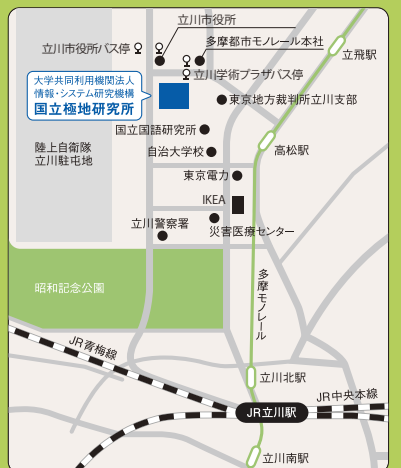 立川市役所
立川市役所バス停
多摩都市モノレール本社
立飛駅
立川学術プラザバス停
大学共同利用機関法人
情報・システム研究機構
国立極地研究所
東京地方裁判所立川支部
国立国語研究所
高松駅
陸上自衛隊
立川駐屯地
自治大学校
東京電力
IKEA
立川警察署
災害医療センター
昭和記念公園
多摩モノレール
JR青梅線
立川北駅
JR中央本線
JR立川駅
立川南駅